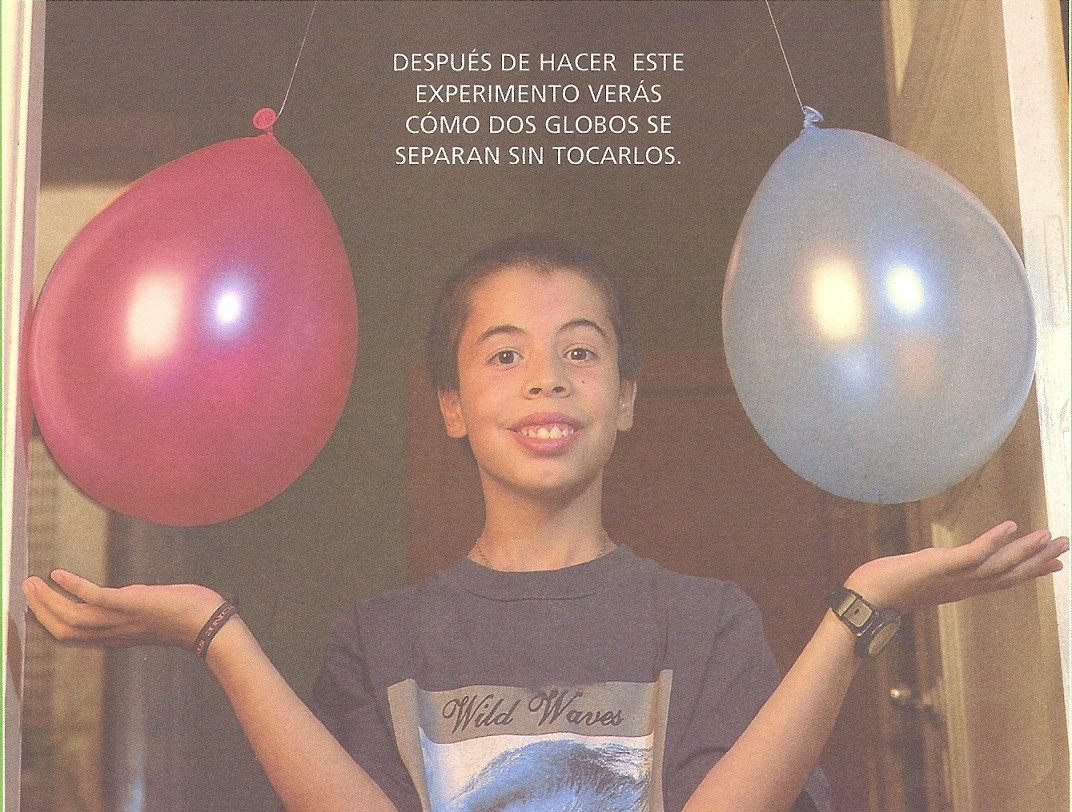 DESPUÉS DE HACER ESTE
EXPERIMENTO VERÁS
CÓMO DOS GLOBOS SE
SEPARAN SIN TOCARLOS.
Wild Waves